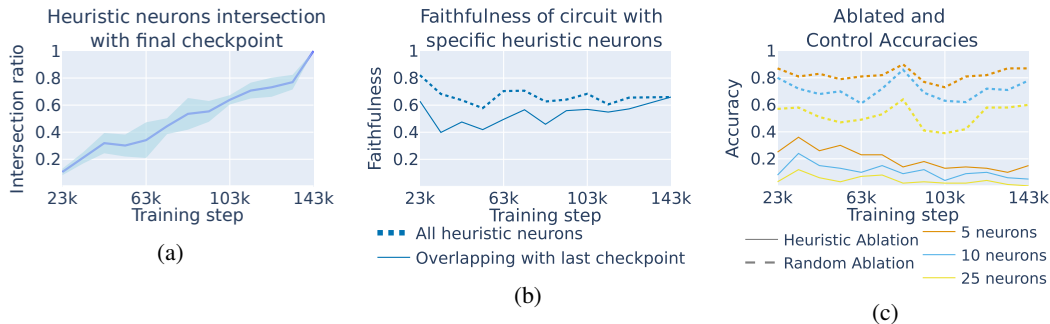 Heuristic neurons intersection
with final checkpoint
Intersection ratio
1
0.8
0.6
0.4
0.2
23k 63k 103k 143k
Training step
(a)
Faithfulness of circuit with
specific heuristic neurons
Faithfulness
1
0.8
0.6
0.4
0.2
23k 63k 103k 143k
Training step
All heuristic neurons
Overlapping with last checkpoint
(b)
Ablated and
Control Accuracies
Accuracy
1
0.8
0.6
0.4
0.2
23k 63k 103k 143k
Training step
Heuristic Ablation
Random Ablation
5 neurons
10 neurons
25 neurons
(c)